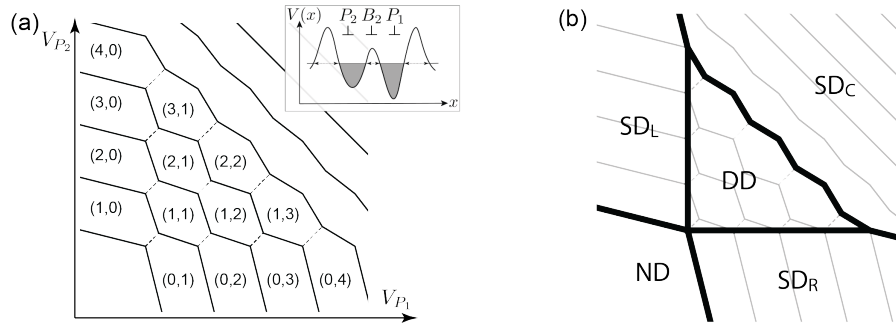 (a)
V_{P_2}
(4,0)
(3,0)
(3,1)
(2,0)
(2,1)
(2,2)
(1,0)
(1,1)
(1,2)
(1,3)
(0,1)
(0,2)
(0,3)
(0,4)
V_{P_1}
V(x)
P_2 B_2 P_1
x
(b)
SD_C
SD_L
DD
ND
SD_R